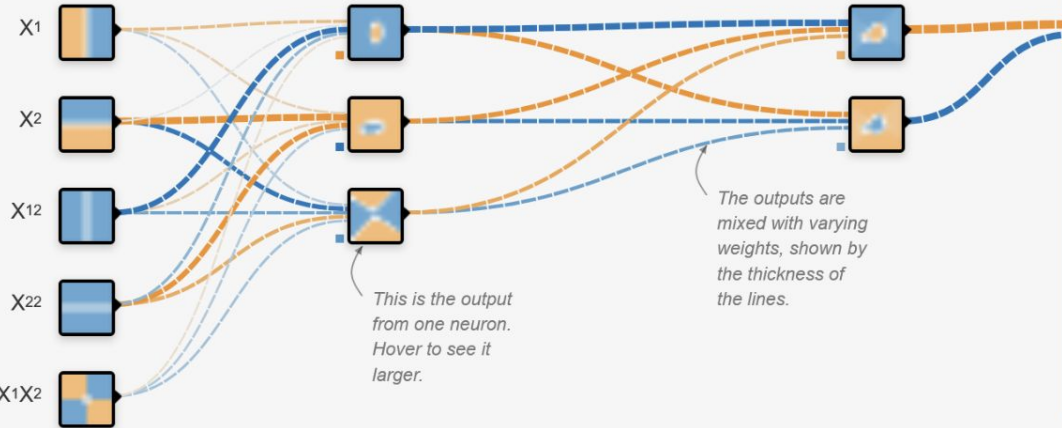 X1
X2
X12
X22
X1X2
This is the output
from one neuron.
Hover to see it
larger.
The outputs are
mixed with varying
weights, shown by
the thickness of
the lines.